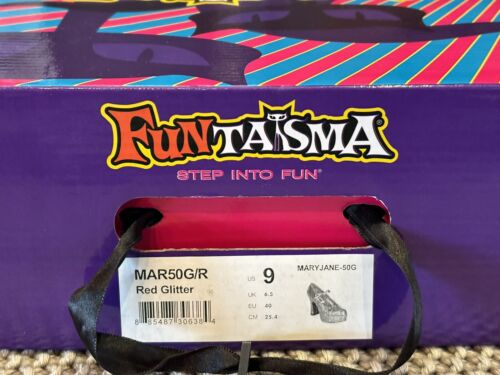 FUNTASMA®
STEP INTO FUN®
MAR50G/R
Red Glitter
8 85487 30638 4
US 9
UK 6.5
EU 40
CM 25.4
MARYJANE-50G